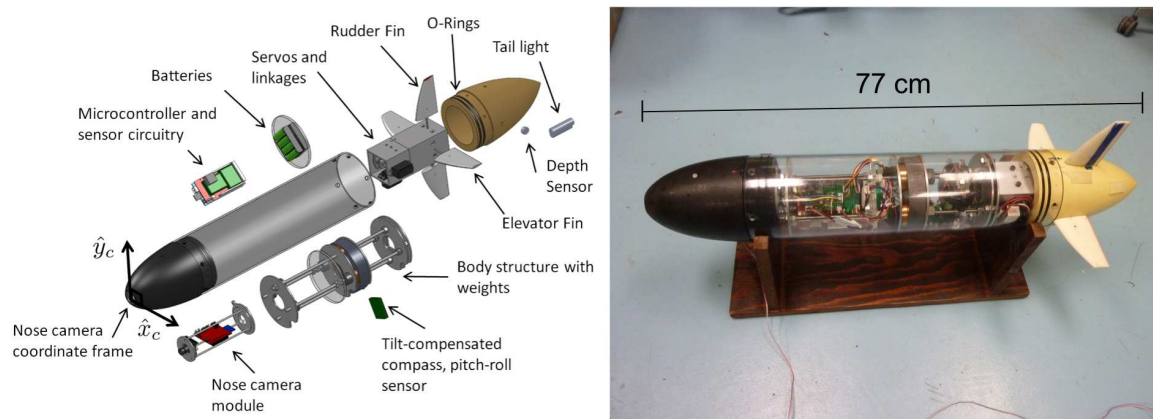 O-Rings
Rudder Fin
Tail light
Servos and
linkages
Batteries
Microcontroller and
sensor circuitry
Depth
Sensor
Elevator Fin
ŷc
x̂c
Body structure with
weights
Nose camera
coordinate frame
Tilt-compensated
compass, pitch-roll
sensor
Nose camera
module
77 cm